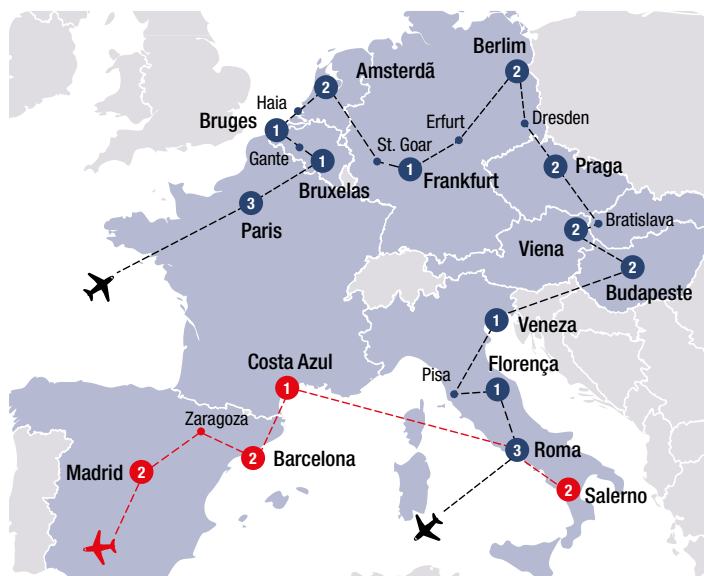 Berlim
2
Amsterdã
2
Haia
Bruges
1
Erfurt
Dresden
St. Goar
Gante
1
Bruxelas
1
Frankfurt
2
Praga
3
Paris
Bratislava
2
Viena
2
Budapeste
1
Veneza
Costa Azul
1
Florença
Pisa
1
Zaragoza
Roma
3
Madrid
2
2
Barcelona
2
Salerno